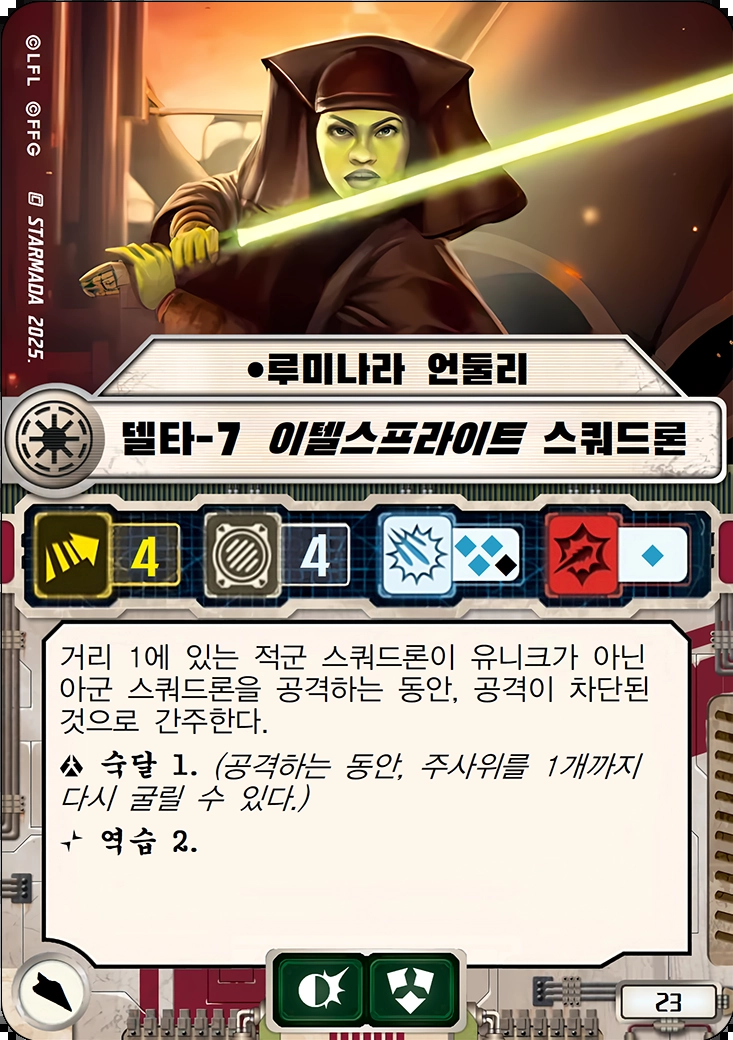 ©LFL ©FFG
STARMADA 2025.
•루미나라 언둘리
델타-7 이텔스프라이트 스쿼드론
4 4
거리 1에 있는 적군 스쿼드론이 유니크가 아닌
아군 스쿼드론을 공격하는 동안, 공격이 차단된
것으로 간주한다.
숙달 1. (공격하는 동안, 주사위를 1개까지
다시 굴릴 수 있다.)
역습 2.
23